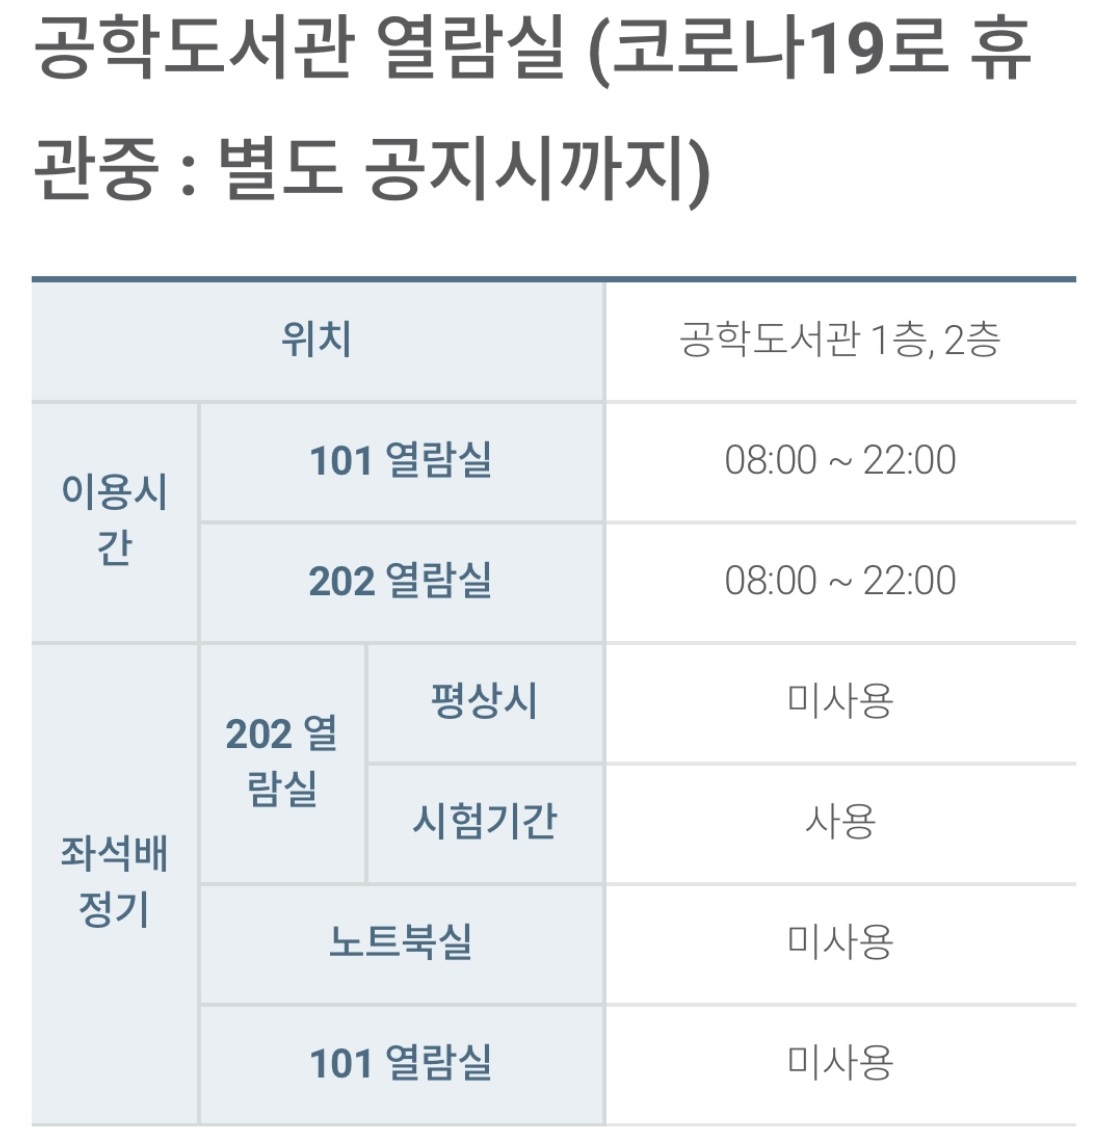 공학도서관 열람실 (코로나19로 휴
관중 : 별도 공지시까지)
위치
공학도서관 1층, 2층
이용시
간
101 열람실
08:00 ~ 22:00
202 열람실
08:00 ~ 22:00
좌석배
정기
202 열
람실
평상시
미사용
시험기간
사용
노트북실
미사용
101 열람실
미사용